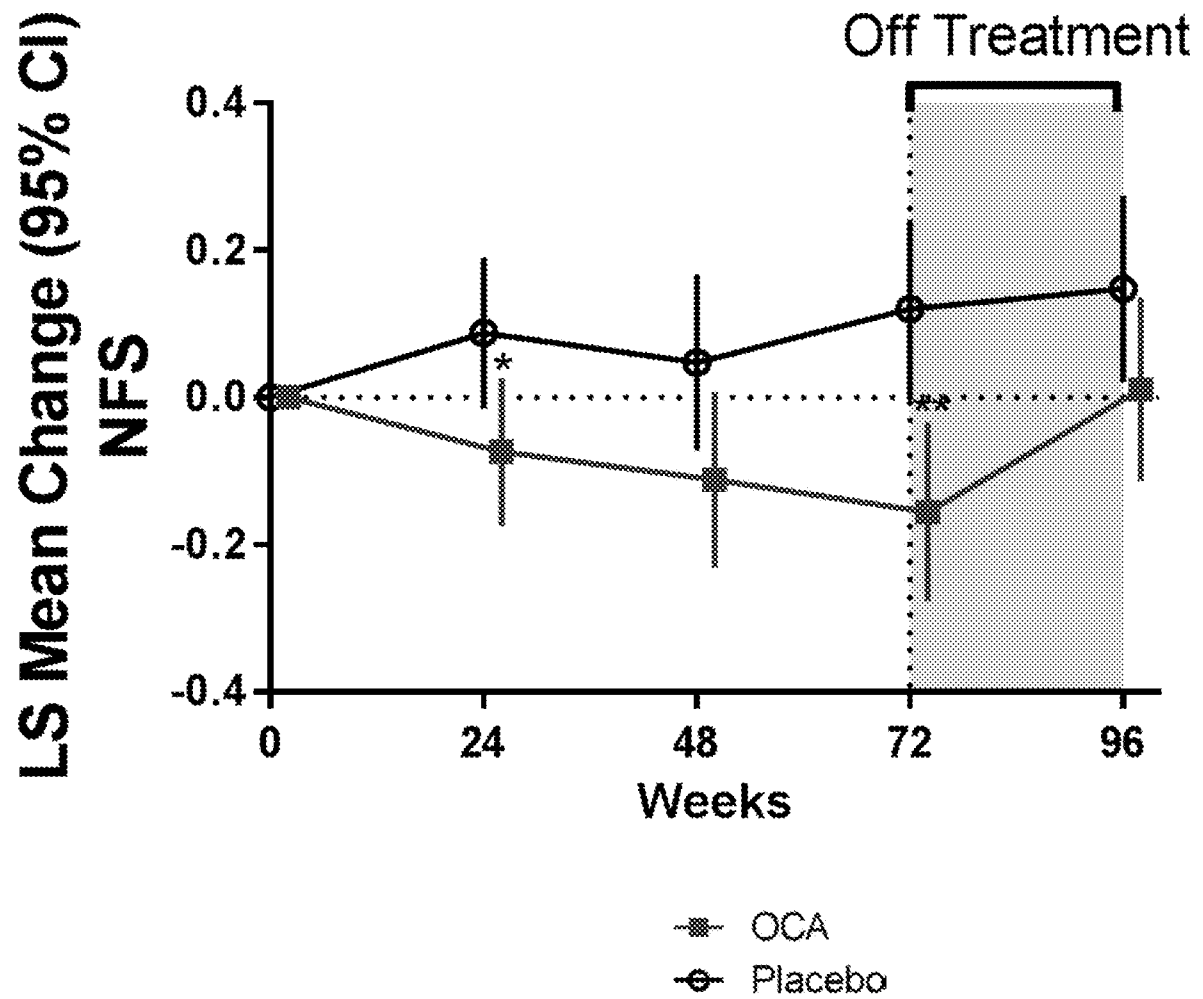 Off Treatment
LS Mean Change (95% CI)
NFS
0.4
0.2
0.0
-0.2
-0.4
*
**
0 24 48 72 96
Weeks
OCA
Placebo